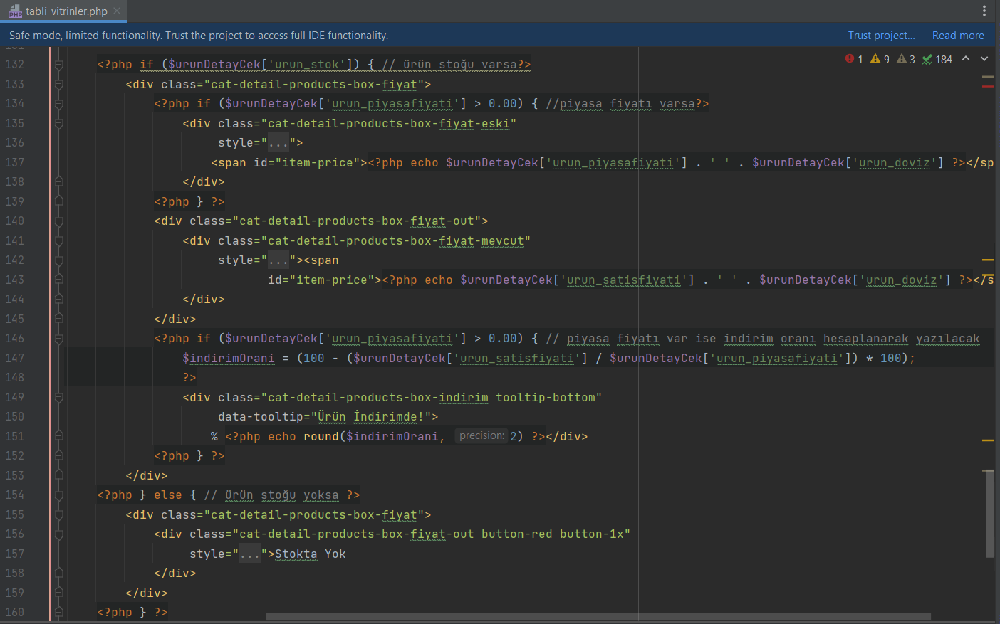 tabli_vitrinler.php
Safe mode, limited functionality. Trust the project to access full IDE functionality. Trust project... Read more
1 9 3 184
132 <?php if ($urunDetayCek['urun_stok']) { // ürün stoğu varsa?>
133 <div class="cat-detail-products-box-fiyat">
134 <?php if ($urunDetayCek['urun_piyasafiyati'] > 0.00) { //piyasa fiyatı varsa?>
135 <div class="cat-detail-products-box-fiyat-eski"
136 style="...">
137 <span id="item-price"><?php echo $urunDetayCek['urun_piyasafiyati'] . ' ' . $urunDetayCek['urun_doviz'] ?></sp
138 </div>
139 <?php } ?>
140 <div class="cat-detail-products-box-fiyat-out">
141 <div class="cat-detail-products-box-fiyat-mevcut"
142 style="..."><span
143 id="item-price"><?php echo $urunDetayCek['urun_satisfiyati'] . ' ' . $urunDetayCek['urun_doviz'] ?></s
144 </div>
145 </div>
146 <?php if ($urunDetayCek['urun_piyasafiyati'] > 0.00) { // piyasa fiyatı var ise indirim oranı hesaplanarak yazılacak
147 $indirimOrani = (100 - ($urunDetayCek['urun_satisfiyati'] / $urunDetayCek['urun_piyasafiyati']) * 100);
148 ?>
149 <div class="cat-detail-products-box-indirim tooltip-bottom"
150 data-tooltip="Ürün İndirimde!">
151 % <?php echo round($indirimOrani, precision: 2) ?></div>
152 <?php } ?>
153 </div>
154 <?php } else { // ürün stoğu yoksa ?>
155 <div class="cat-detail-products-box-fiyat">
156 <div class="cat-detail-products-box-fiyat-out button-red button-1x"
157 style="...">Stokta Yok
158 </div>
159 </div>
160 <?php } ?>